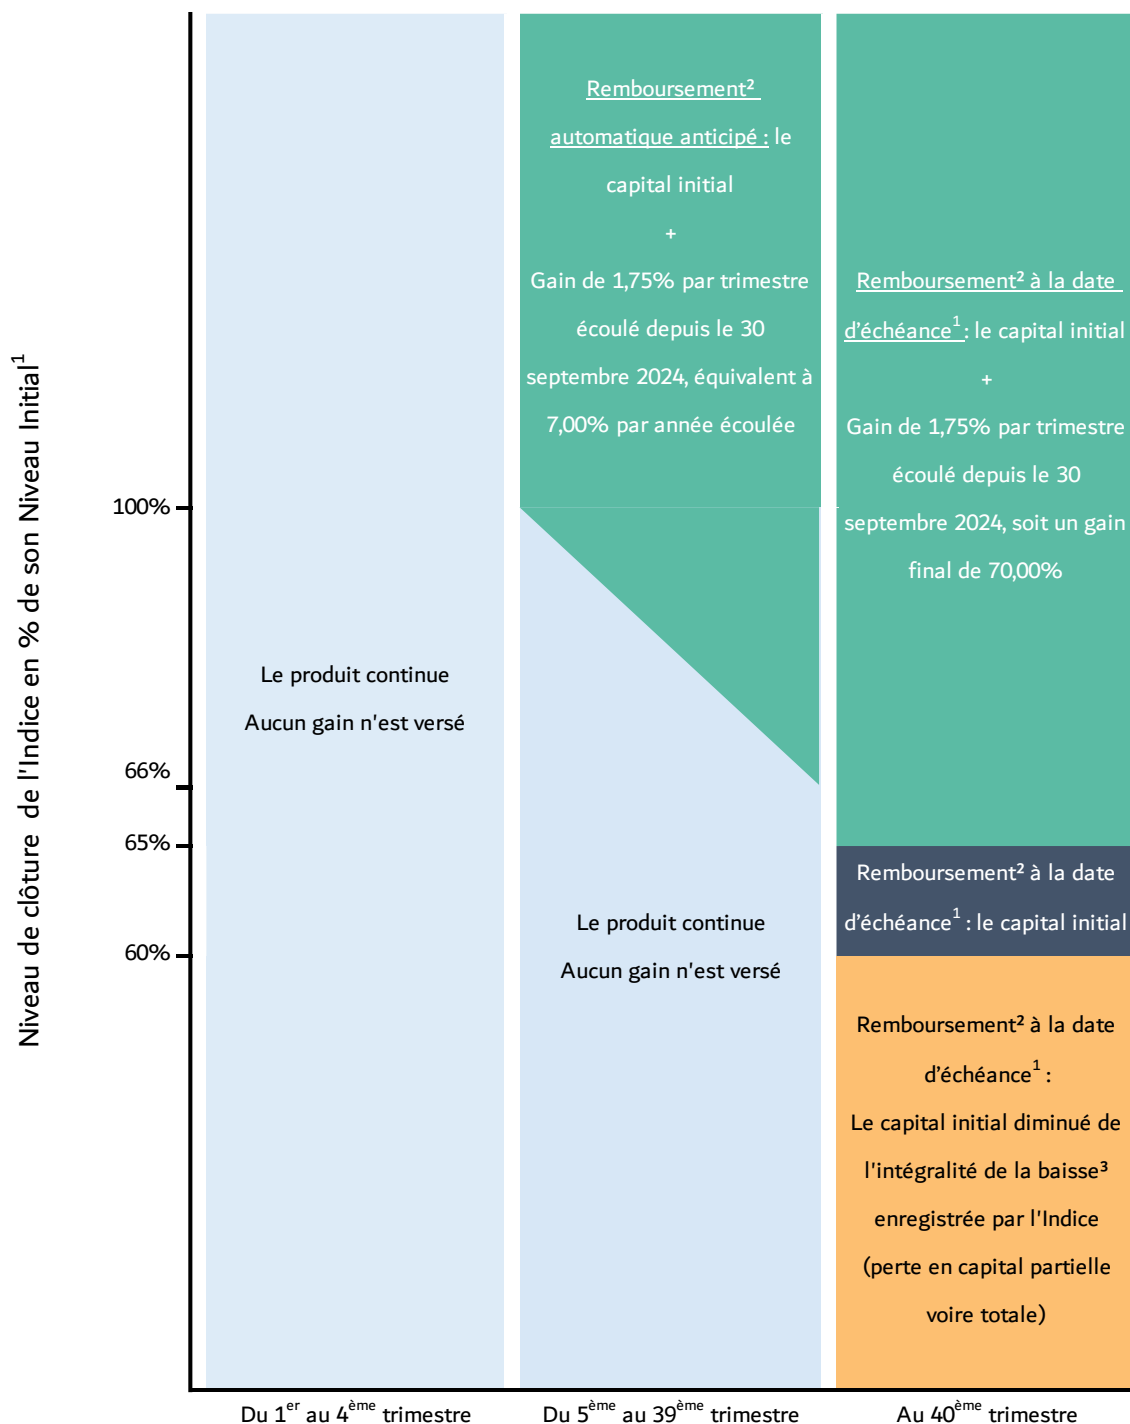 Niveau de clôture de l'Indice en % de son Niveau Initial¹
100%
66%
65%
60%
Le produit continue
Aucun gain n'est versé
Remboursement²
automatique anticipé : le
capital initial
+
Gain de 1,75% par trimestre
écoulé depuis le 30
septembre 2024, équivalent à
7,00% par année écoulée
Le produit continue
Aucun gain n'est versé
Remboursement² à la date
d’échéance¹ : le capital initial
+
Gain de 1,75% par trimestre
écoulé depuis le 30
septembre 2024, soit un gain
final de 70,00%
Remboursement² à la date
d’échéance¹ : le capital initial
Remboursement² à la date
d’échéance¹ :
Le capital initial diminué de
l'intégralité de la baisse³
enregistrée par l'Indice
(perte en capital partielle
voire totale)
Du 1er au 4ème trimestre
Du 5ème au 39ème trimestre
Au 40ème trimestre